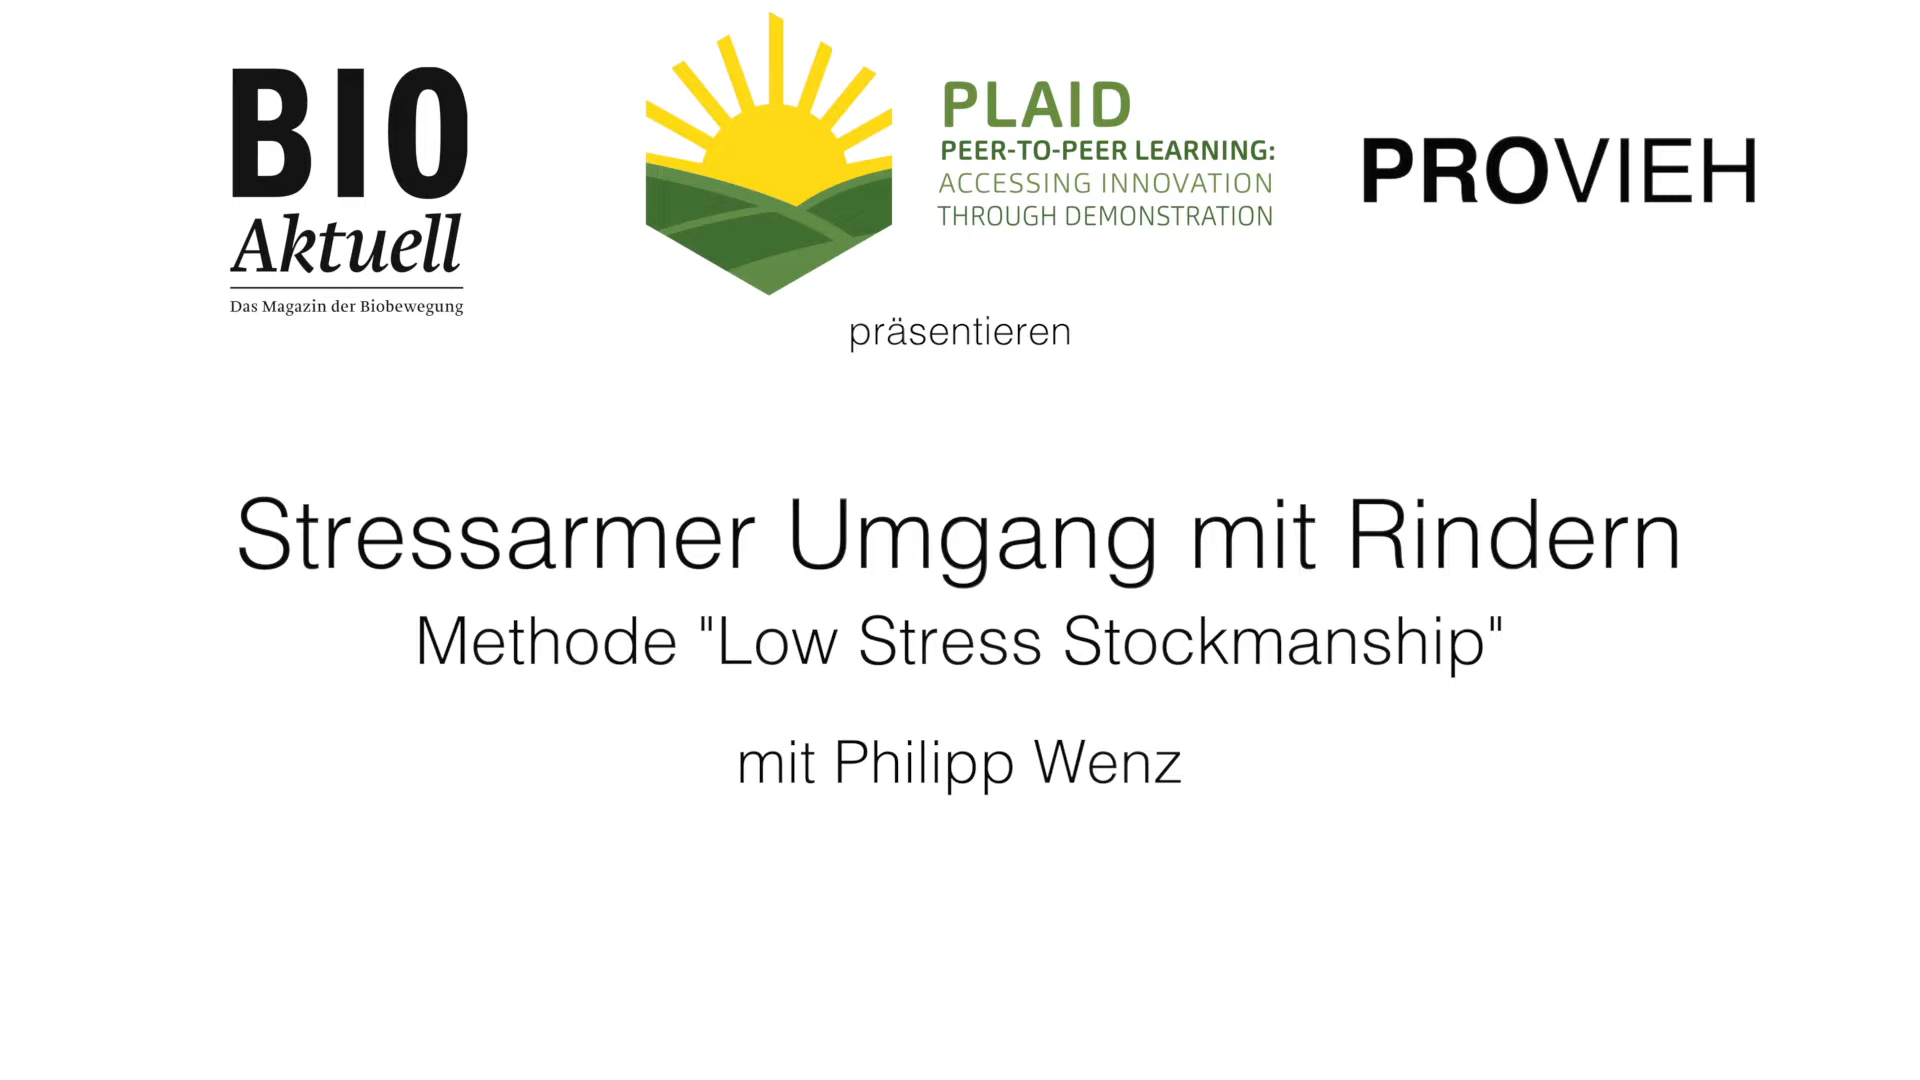 BIO
Aktuell
Das Magazin der Biobewegung
PLAID
PEER-TO-PEER LEARNING:
ACCESSING INNOVATION
THROUGH DEMONSTRATION
PROVIEH
präsentieren
Stressarmer Umgang mit Rindern
Methode "Low Stress Stockmanship"
mit Philipp Wenz